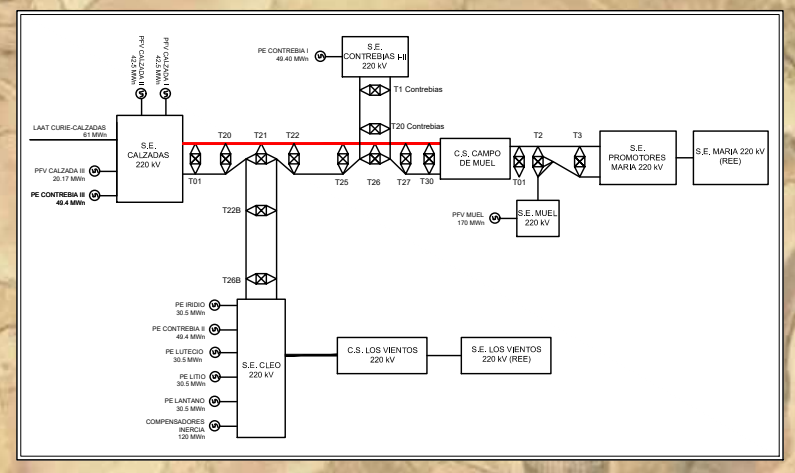 PFV CALZADA II
42.5 MWn
PFV CALZADA I
42.5 MWn
PE CONTREBIA I
49.40 MWn
S.E.
CONTREBIAS I-II
220 kV
T1 Contrebias
T20 Contrebias
LAAT CURIE-CALZADAS
61 MWn
S.E.
CALZADAS
220 kV
PFV CALZADA III
20.17 MWn
PE CONTREBIA III
49.4 MWn
T20
T21
T22
T01
T25
T26
T27
T30
C.S. CAMPO
DE MUEL
T2
T3
T01
S.E.
PROMOTORES
MARIA 220 kV
S.E. MARIA 220 kV
(REE)
PFV MUEL
170 MWn
S.E. MUEL
220 kV
T22B
T26B
PE IRIDIO
30.5 MWn
PE CONTREBIA II
49.4 MWn
PE LUTECIO
30.5 MWn
PE LITIO
30.5 MWn
PE LANTANO
30.5 MWn
COMPENSADORES
INERCIA
120 MWn
S.E. CLEO
220 kV
C.S. LOS VIENTOS
220 kV
S.E. LOS VIENTOS
220 kV (REE)